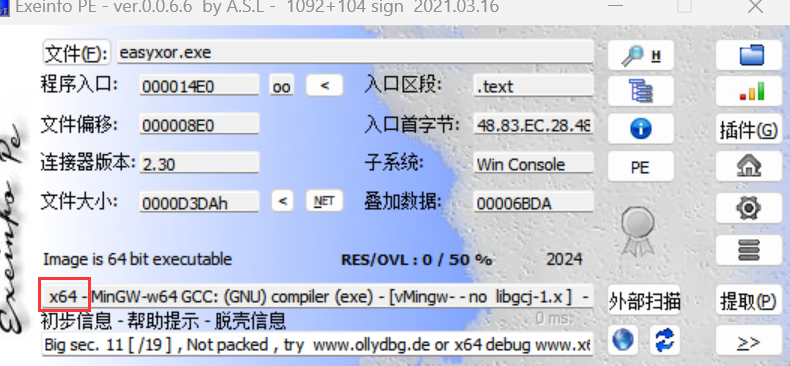 Exeinfo PE - ver.0.0.6.6 by A.S.L - 1092+104 sign 2021.03.16
文件(F): easyxor.exe H
程序入口: 000014E0 oo < 入口区段: .text
文件偏移: 000008E0 入口首字节: 48.83.EC.28.48 插件(G)
连接器版本: 2.30 子系统: Win Console PE
文件大小: 0000D3DAh < NET 叠加数据: 00006BDA
Image is 64 bit executable RES/OVL : 0 / 50 % 2024
x64 - MinGW-w64 GCC: (GNU) compiler (exe) - [vMingw- - no libgcj-1.x ] - 外部扫描 提取(P)
初步信息 - 帮助提示 - 脱壳信息 0 ms.
Big sec. 11 [ /19 ] , Not packed , try www.ollydbg.de or x64 debug www.x6 >>
Exeinfo Pe